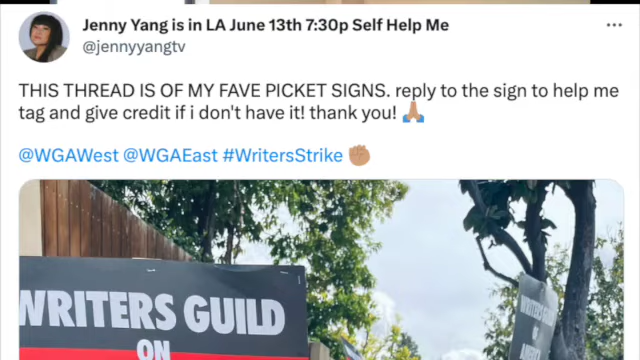 Jenny Yang is in LA June 13th 7:30p Self Help Me
@jennyyangtv
THIS THREAD IS OF MY FAVE PICKET SIGNS. reply to the sign to help me
tag and give credit if i don't have it! thank you! 🙏🏽
@WGAWest @WGAEast #WritersStrike ✊🏽
WRITERS GUILD
ON